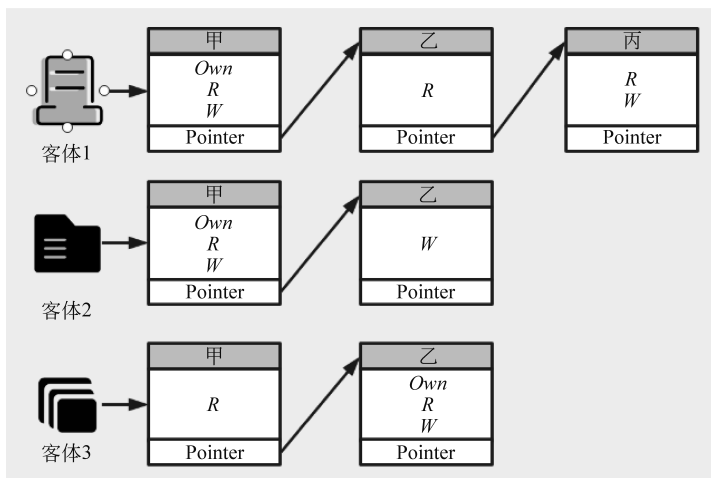 甲
Own
R
W
Pointer
乙
R
Pointer
丙
R
W
Pointer
客体1
甲
Own
R
W
Pointer
乙
W
Pointer
客体2
甲
R
Pointer
乙
Own
R
W
Pointer
客体3